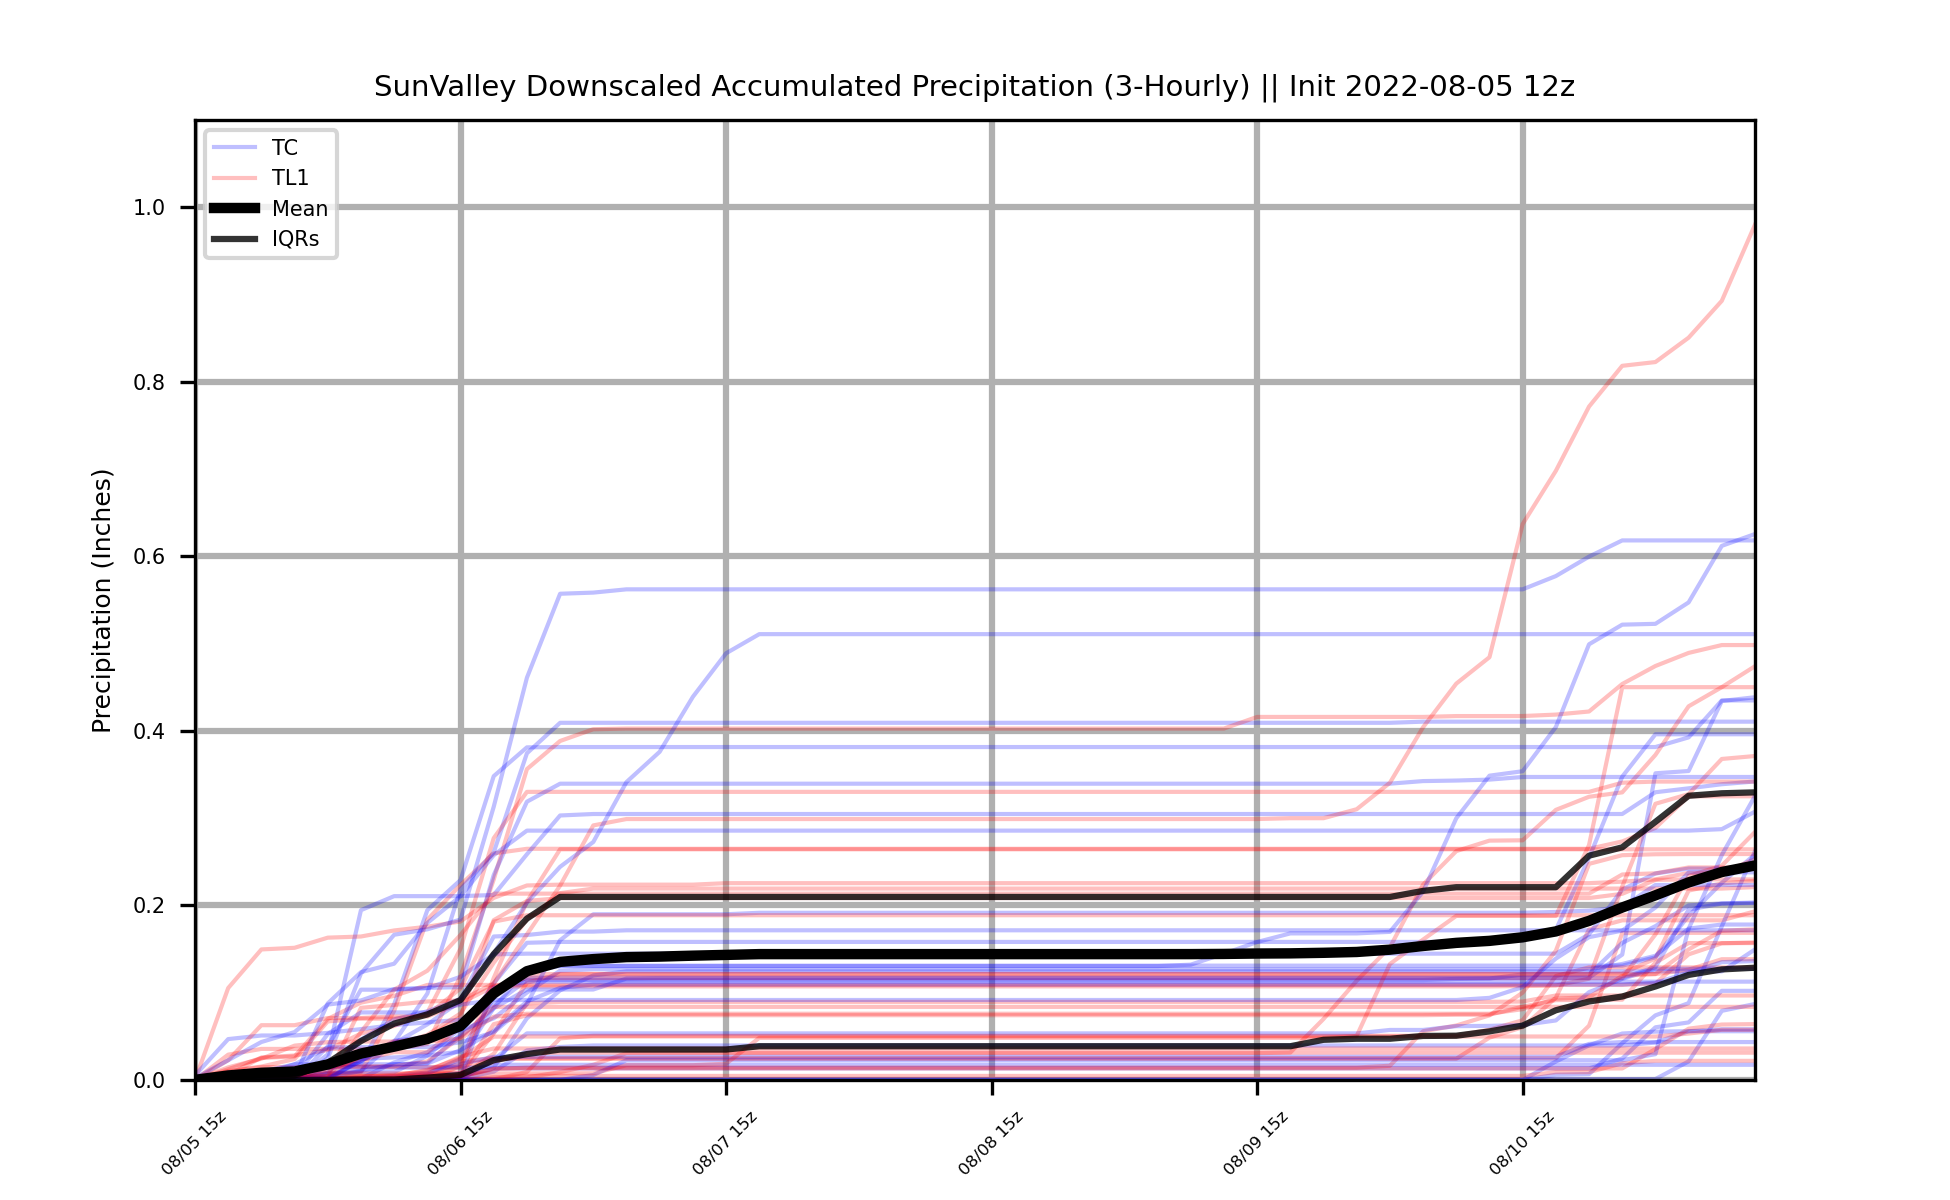 SunValley Downscaled Accumulated Precipitation (3-Hourly) || Init 2022-08-05 12z
TC
TL1
Mean
IQRs
Precipitation (Inches)
1.0
0.8
0.6
0.4
0.2
0.0
08/05 15z
08/06 15z
08/07 15z
08/08 15z
08/09 15z
08/10 15z